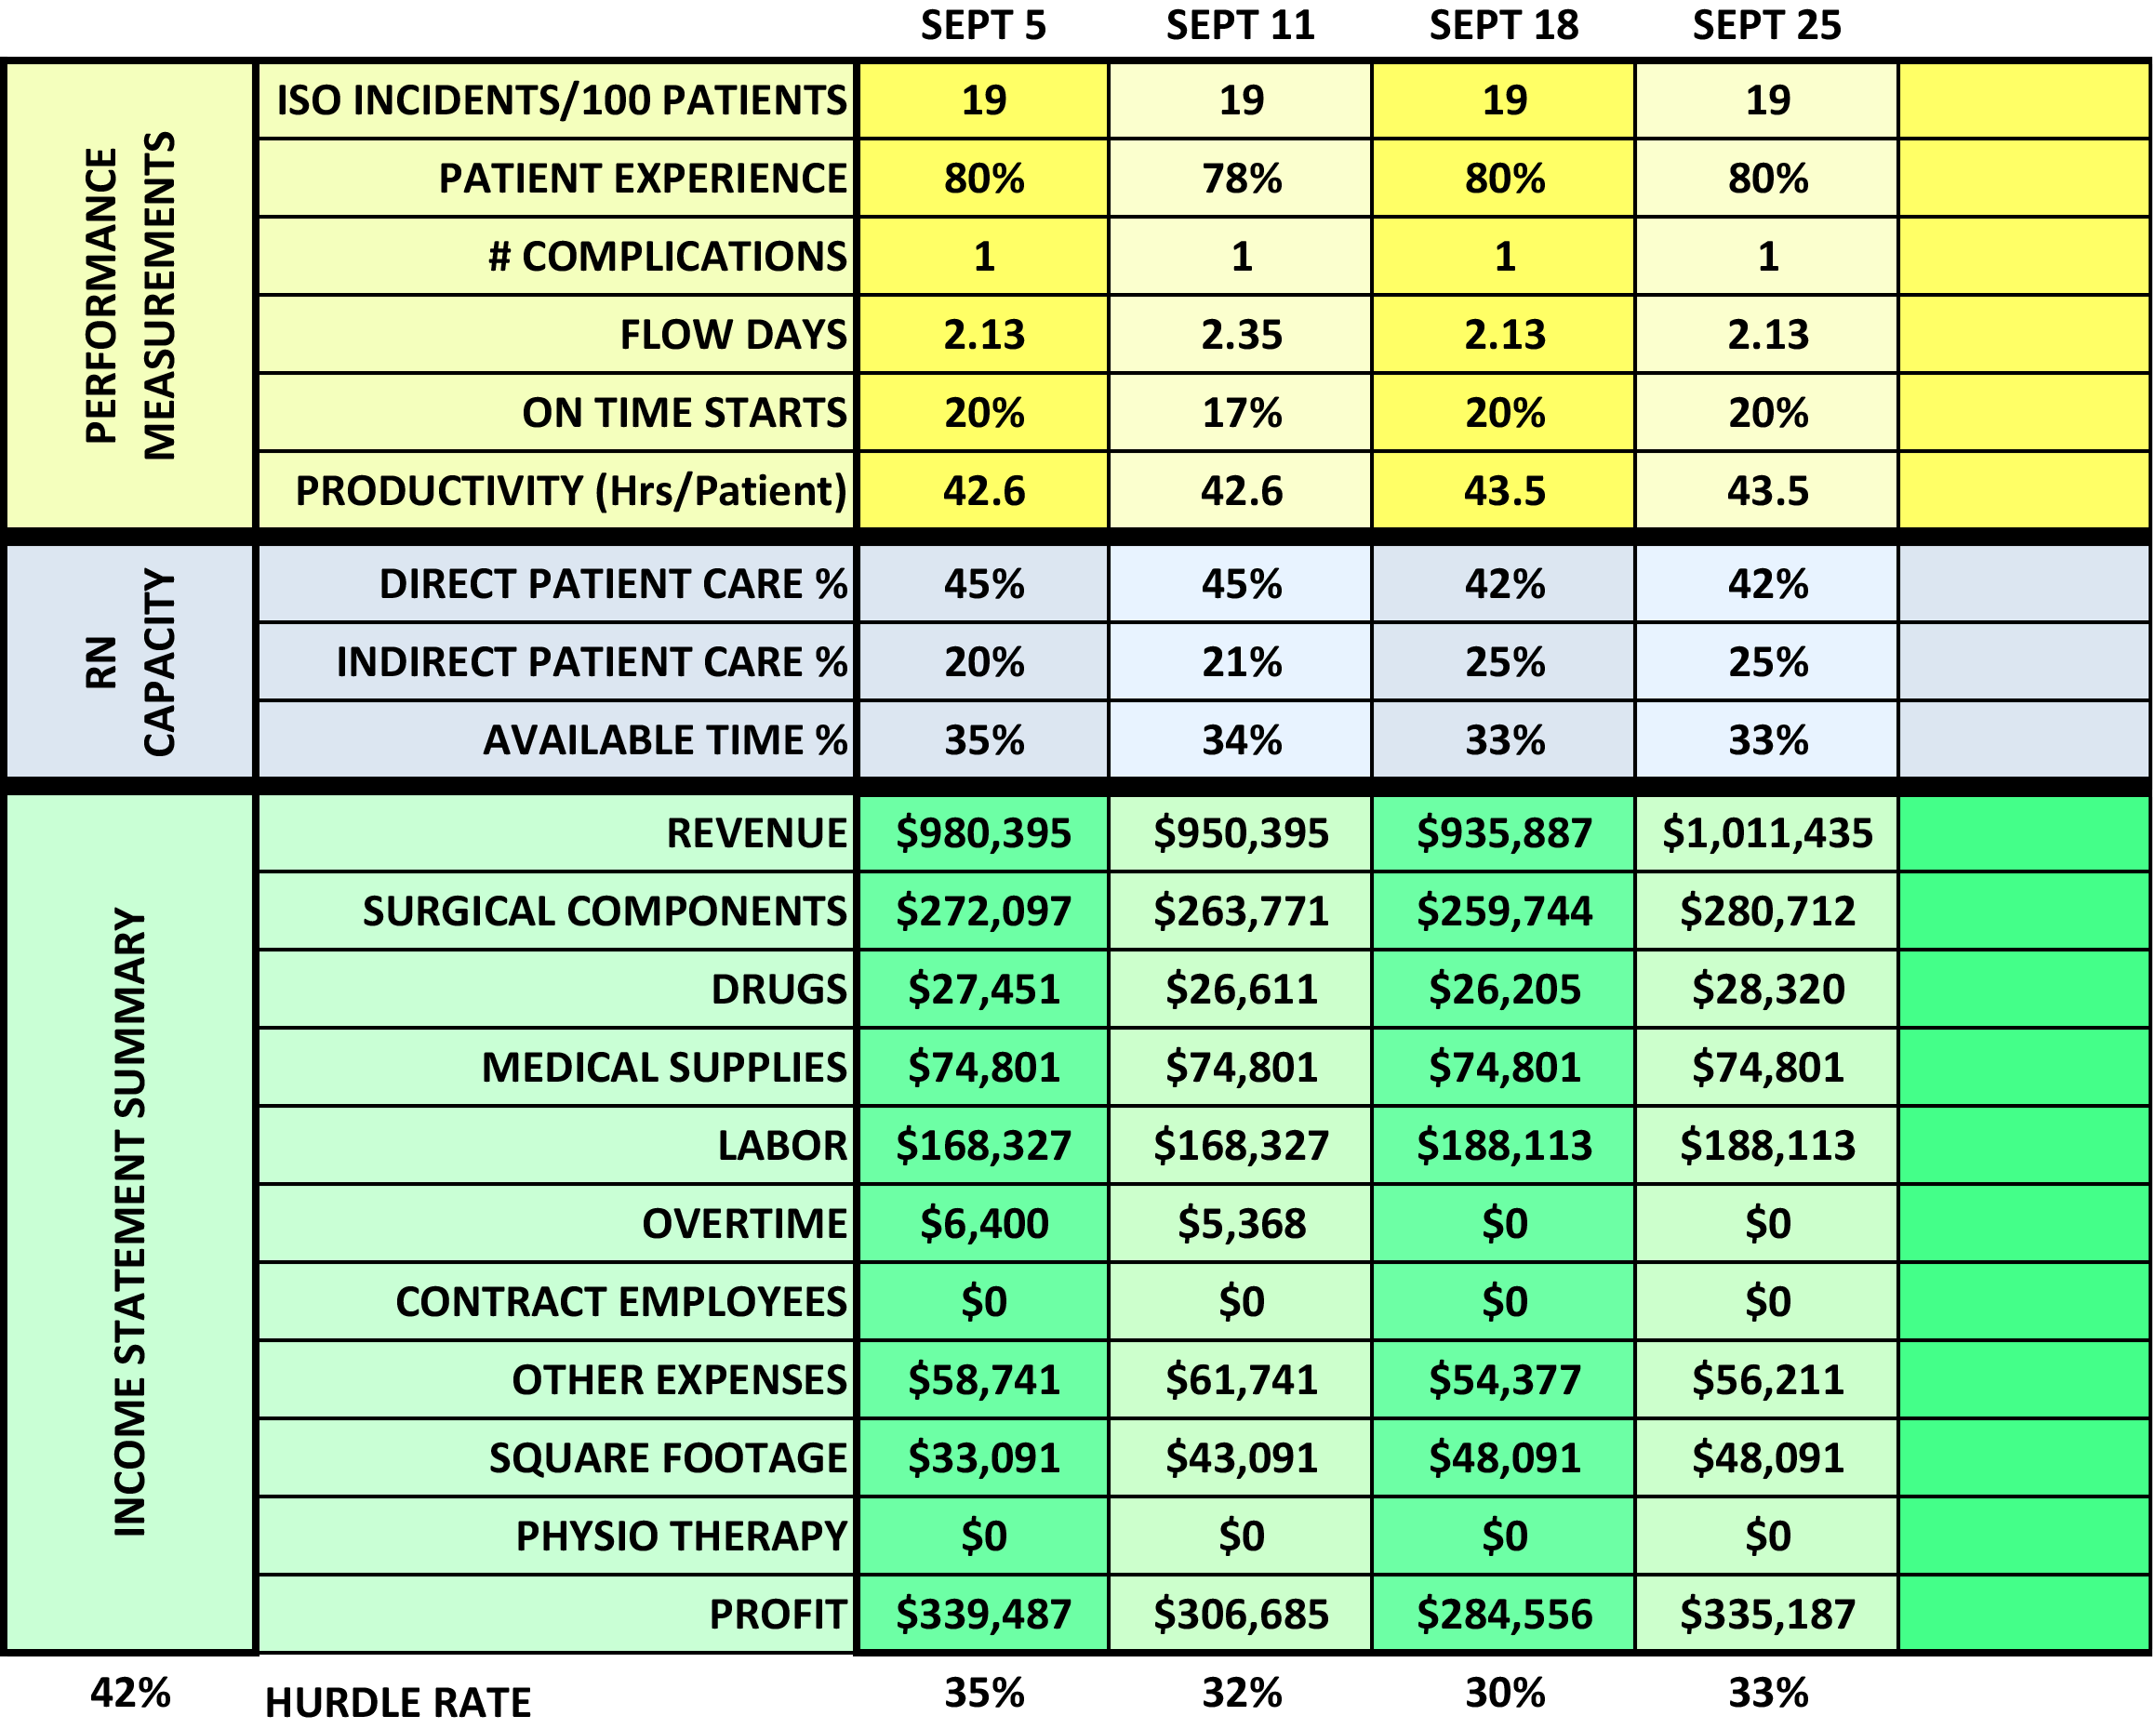 SEPT 5 SEPT 11 SEPT 18 SEPT 25
PERFORMANCE
MEASUREMENTS
ISO INCIDENTS/100 PATIENTS 19 19 19 19
PATIENT EXPERIENCE 80% 78% 80% 80%
# COMPLICATIONS 1 1 1 1
FLOW DAYS 2.13 2.35 2.13 2.13
ON TIME STARTS 20% 17% 20% 20%
PRODUCTIVITY (Hrs/Patient) 42.6 42.6 43.5 43.5
RN
CAPACITY
DIRECT PATIENT CARE % 45% 45% 42% 42%
INDIRECT PATIENT CARE % 20% 21% 25% 25%
AVAILABLE TIME % 35% 34% 33% 33%
INCOME STATEMENT SUMMARY
REVENUE $980,395 $950,395 $935,887 $1,011,435
SURGICAL COMPONENTS $272,097 $263,771 $259,744 $280,712
DRUGS $27,451 $26,611 $26,205 $28,320
MEDICAL SUPPLIES $74,801 $74,801 $74,801 $74,801
LABOR $168,327 $168,327 $188,113 $188,113
OVERTIME $6,400 $5,368 $0 $0
CONTRACT EMPLOYEES $0 $0 $0 $0
OTHER EXPENSES $58,741 $61,741 $54,377 $56,211
SQUARE FOOTAGE $33,091 $43,091 $48,091 $48,091
PHYSIO THERAPY $0 $0 $0 $0
PROFIT $339,487 $306,685 $284,556 $335,187
42% HURDLE RATE 35% 32% 30% 33%